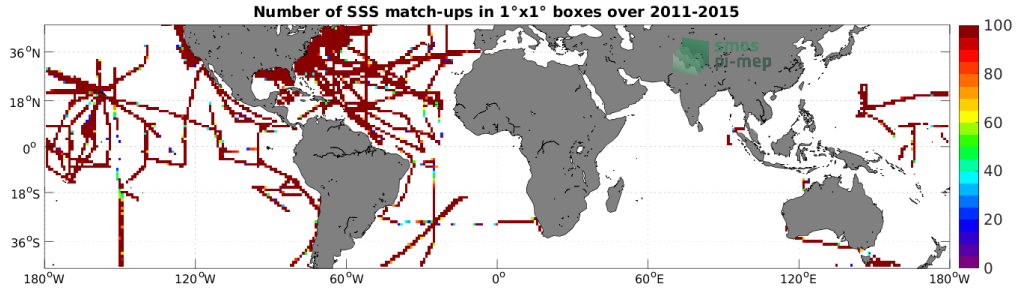 Number of SSS match-ups in 1°x1° boxes over 2011-2015
smos
pi-mep
36°N
18°N
0°
18°S
36°S
180°W
120°W
60°W
0°
60°E
120°E
180°W
100
80
60
40
20
0